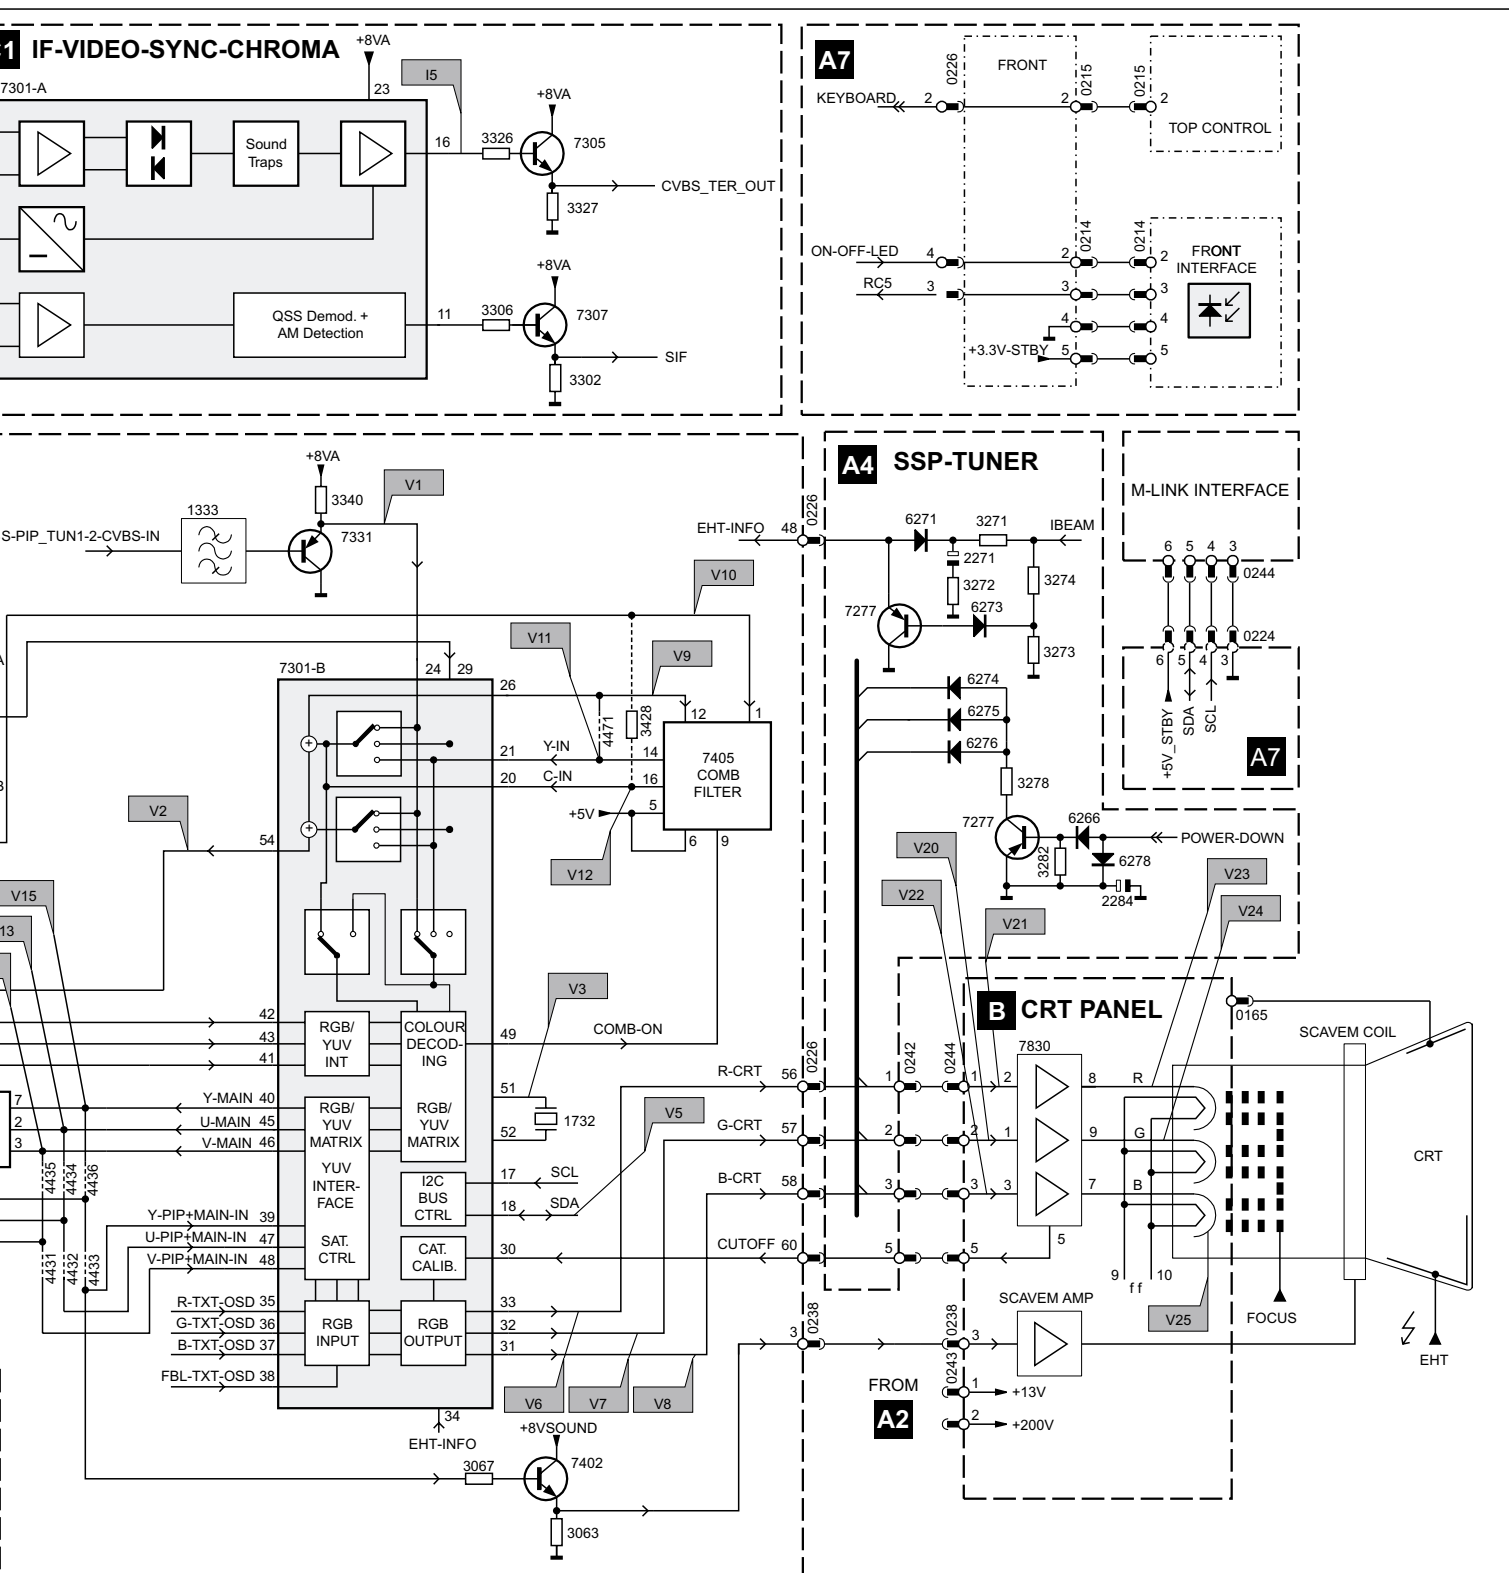 1 IF-VIDEO-SYNC-CHROMA
+8VA
I5
7301-A
23
+8VA
Sound
Traps
16
3326
7305
CVBS_TER_OUT
3327
+8VA
QSS Demod. +
AM Detection
11
3306
7307
SIF
3302
A7
FRONT
0226
0215
0215
KEYBOARD
2
2
2
TOP CONTROL
0214
0214
ON-OFF-LED
4
2
2
FRONT
INTERFACE
RC5
3
3
3
4
4
+3.3V-STBY
5
5
+8VA
3340
V1
1333
S-PIP_TUN1-2-CVBS-IN
7331
EHT-INFO
48
0226
V10
V11
V9
7301-B
24
29
26
4471
3428
12
1
21
Y-IN
14
20
C-IN
16
7405
COMB
FILTER
+5V
5
6
9
V12
V2
54
V15
13
V3
42
43
41
RGB/
YUV
INT
COLOUR
DECOD-
ING
49
COMB-ON
51
52
1732
V5
7
2
3
Y-MAIN 40
U-MAIN 45
V-MAIN 46
RGB/
YUV
MATRIX
RGB/
YUV
MATRIX
YUV
INTER-
FACE
4435
4434
4436
I2C
BUS
CTRL
17
SCL
18
SDA
Y-PIP+MAIN-IN 39
U-PIP+MAIN-IN 47
V-PIP+MAIN-IN 48
4431
4432
4433
SAT.
CTRL
CAT.
CALIB.
30
R-TXT-OSD 35
G-TXT-OSD 36
B-TXT-OSD 37
FBL-TXT-OSD 38
RGB
INPUT
RGB
OUTPUT
33
32
31
V6
V7
V8
34
EHT-INFO
+8VSOUND
3067
7402
3063
A4 SSP-TUNER
6271
3271
IBEAM
2271
3272
3274
7277
6273
3273
6274
6275
6276
3278
7277
6266
POWER-DOWN
3282
6278
2284
M-LINK INTERFACE
6
5
4
3
0244
0224
6
5
4
3
+5V_STBY
SDA
SCL
A7
V20
V22
V21
V23
V24
B CRT PANEL
R-CRT
56
0226
0242
0244
7830
G-CRT
57
B-CRT
58
CUTOFF 60
1
1
2
8
R
2
2
1
9
G
3
3
3
7
B
5
5
5
9
f f
10
V25
0165
SCAVEM COIL
CRT
FOCUS
EHT
3
0238
0238
3
SCAVEM AMP
0243
FROM
A2
1
+13V
2
+200V